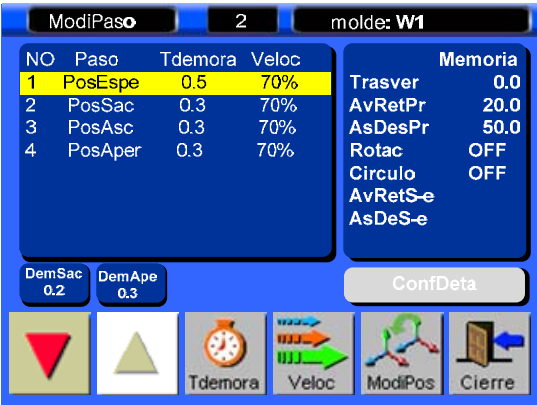 ModiPaso 2 molde: W1
NO Paso Tdemora Veloc
1 PosEspe 0.5 70%
2 PosSac 0.3 70%
3 PosAsc 0.3 70%
4 PosAper 0.3 70%
Memoria
Trasver 0.0
AvRetPr 20.0
AsDesPr 50.0
Rotac OFF
Circulo OFF
AvRetS-e
AsDeS-e
DemSac
0.2
DemApe
0.3
ConfDeta
Tdemora Veloc ModiPos Cierre